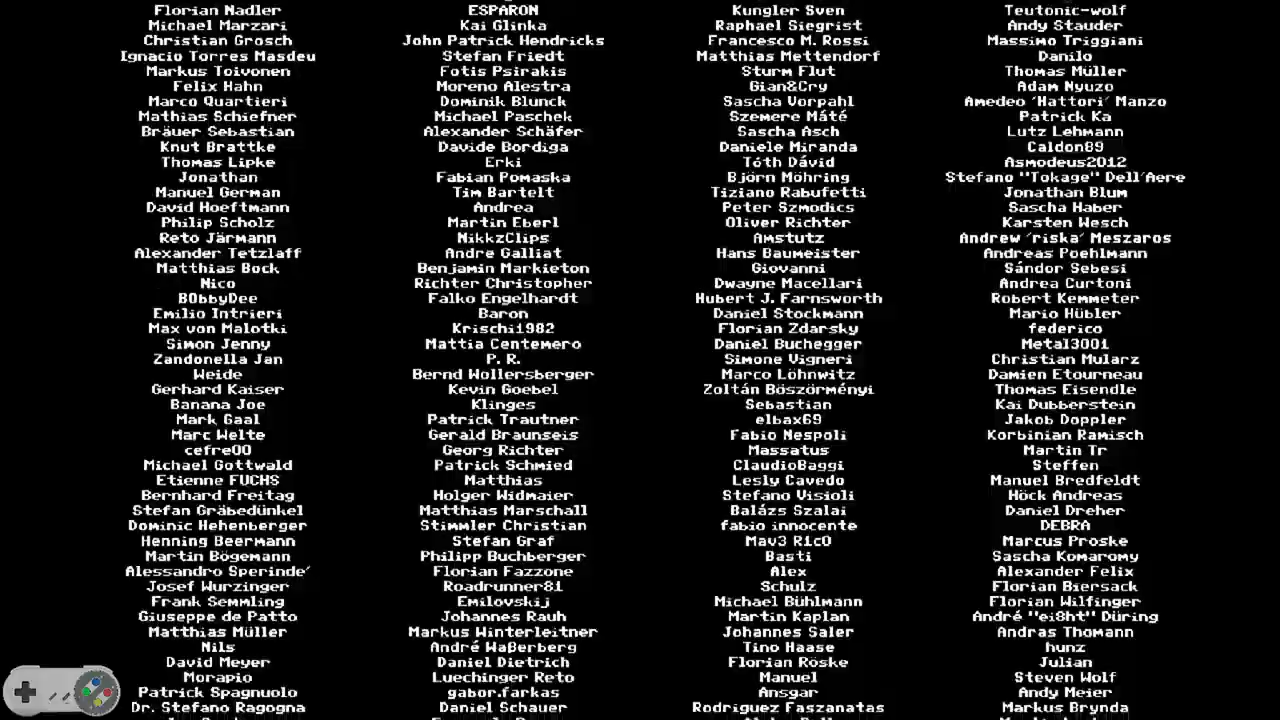 Florian Nadler
Michael Marzari
Christian Grosch
Ignacio Torres Masdeu
Markus Toivonen
Felix Hahn
Marco Quartieri
Mathias Schiefner
Bräuer Sebastian
Knut Brattke
Thomas Lipke
Jonathan
Manuel German
David Hoeftmann
Philip Scholz
Reto Järmann
Alexander Tetzlaff
Matthias Bock
Nico
B0bbyDee
Emilio Intrieri
Max von Malotki
Simon Jenny
Zandonella Jan
Weide
Gerhard Kaiser
Banana Joe
Mark Gaal
Marc Welte
cefre00
Michael Gottwald
Etienne FUCHS
Bernhard Freitag
Stefan Gräbedünkel
Dominic Hehenberger
Henning Beermann
Martin Bögemann
Alessandro Sperinde'
Josef Wurzinger
Frank Semmling
Giuseppe de Patto
Matthias Müller
Nils
David Meyer
Morapio
Patrick Spagnuolo
Dr. Stefano Ragogna
ESPARON
Kai Glinka
John Patrick Hendricks
Stefan Friedt
Fotis Psirakis
Moreno Alestra
Dominik Blunck
Michael Paschek
Alexander Schäfer
Davide Bordiga
Erki
Fabian Pomaska
Tim Bartelt
Andrea
Martin Eberl
NikkzClips
Andre Galliat
Benjamin Markieton
Richter Christopher
Falko Engelhardt
Baron
Krischi1982
Mattia Centemero
P. R.
Bernd Wollersberger
Kevin Goebel
Klinges
Patrick Trautner
Gerald Braunseis
Georg Richter
Patrick Schmied
Matthias
Holger Widmaier
Matthias Marschall
Stimmler Christian
Stefan Graf
Philipp Buchberger
Florian Fazzone
Roadrunner81
Emilovskij
Johannes Rauh
Markus Winterleitner
André Waßerberg
Daniel Dietrich
Luechinger Reto
gabor.farkas
Daniel Schauer
Kungler Sven
Raphael Siegrist
Francesco M. Rossi
Matthias Mettendorf
Sturm Flut
Gian&Cry
Sascha Vorpahl
Szemere Máté
Sascha Asch
Daniele Miranda
Tóth Dávid
Björn Möhring
Tiziano Rabufetti
Peter Szmodics
Oliver Richter
Amstutz
Hans Baumeister
Giovanni
Dwayne Macellari
Hubert J. Farnsworth
Daniel Stockmann
Florian Zdarsky
Daniel Buchegger
Simone Vigneri
Marco Löhnwitz
Zoltán Böszörményi
Sebastian
elbax69
Fabio Nespoli
Massatus
ClaudioBaggi
Lesly Cavedo
Stefano Visioli
Balázs Szalai
fabio innocente
Mav3 R1cO
Basti
Alex
Schulz
Michael Bühlmann
Martin Kaplan
Johannes Saler
Tino Haase
Florian Röske
Manuel
Ansgar
Rodriguez Faszanatas
Teutonic-wolf
Andy Stauder
Massimo Triggiani
Danilo
Thomas Müller
Adam Nyuzo
Amedeo 'Hattori' Manzo
Patrick Ka
Lutz Lehmann
Caldon89
Asmodeus2012
Stefano "Tokage" Dell'Aere
Jonathan Blum
Sascha Haber
Karsten Wesch
Andrew 'riska' Meszaros
Andreas Poehlmann
Sándor Sebesi
Andrea Curtoni
Robert Kemmeter
Mario Hübler
federico
Metal3001
Christian Mularz
Damien Etourneau
Thomas Eisendle
Kai Dubberstein
Jakob Doppler
Korbinian Ramisch
Martin Tr
Steffen
Manuel Bredfeldt
Höck Andreas
Daniel Dreher
DEBRA
Marcus Proske
Sascha Komaromy
Alexander Felix
Florian Biersack
Florian Wilfinger
André "ei8ht" Düring
Andras Thomann
hunz
Julian
Steven Wolf
Andy Meier
Markus Brynda